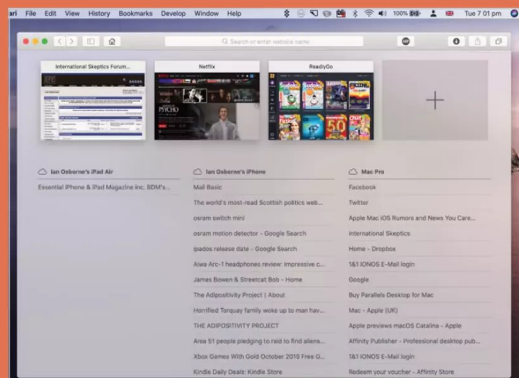 ari File Edit View History Bookmarks Develop Window Help 100% Tue 7 01 pm
Search or enter website name
International Skeptics Forum...
Netflix
ReadlyGo
PSYCHO
50
Ian Osborne's iPad Air
Essential iPhone & iPad Magazine inc. BDM's...
Ian Osborne's iPhone
Mail Basic
The world's most-read Scottish politics web...
osram switch mini
osram motion detector - Google Search
ipados release date - Google Search
Aiwa Arc-1 headphones review: Impressive c...
James Bowen & Streetcat Bob - Home
The Adipositivity Project | About
Horrified Torquay family woke up to man hav...
THE ADIPOSITIVITY PROJECT
Area 51 people pledging to raid to find aliens...
Xbox Games With Gold October 2019 Free G...
Kindle Daily Deals: Kindle Store
Mac Pro
Facebook
Twitter
Apple Mac iOS Rumors and News You Care...
International Skeptics
Home - Dropbox
1&1 IONOS E-Mail login
Google
Buy Parallels Desktop for Mac
Mac - Apple (UK)
Apple previews macOS Catalina - Apple
Affinity Publisher - Professional desktop pub...
1&1 IONOS E-Mail login
Redeem your voucher - Affinity Store